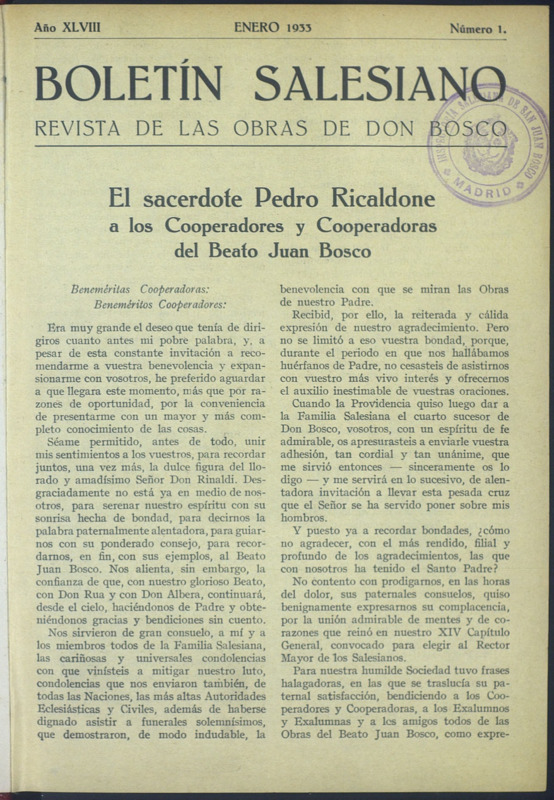 Año XLVIII
ENERO 1933
Número 1.
BOLETÍN SALESIANO
REVISTA DE LAS OBRAS DE DON BOSCO
SALESIANA DE SAN JUAN BOSCO
MADRID
El sacerdote Pedro Ricaldone
a los Cooperadores y Cooperadoras
del Beato Juan Bosco
Beneméritas Cooperadoras:
Beneméritos Cooperadores:
Era muy grande el deseo que tenía de diri-
giros cuanto antes mi pobre palabra, y, a
pesar de esta constante invitación a reco-
mendarme a vuestra benevolencia y expan-
sionarme con vosotros, he preferido aguardar
a que llegara este momento, más que por ra-
zones de oportunidad, por la conveniencia
de presentarme con un mayor y más com-
pleto conocimiento de las cosas.
Séame permitido, antes de todo, unir
mis sentimientos a los vuestros, para recordar
juntos, una vez más, la dulce figura del llo-
rado y amadísimo Señor Don Rinaldi. Des-
graciadamente no está ya en medio de nos-
otros, para serenar nuestro espíritu con su
sonrisa hecha de bondad, para decirnos la
palabra paternalmente alentadora, para guiar-
nos con su ponderado consejo, para recor-
darnos, en fin, con sus ejemplos, al Beato
Juan Bosco. Nos alienta, sin embargo, la
confianza de que, con nuestro glorioso Beato,
con Don Rua y con Don Albera, continuará,
desde el cielo, haciéndonos de Padre y obte-
niéndonos gracias y bendiciones sin cuento.
Nos sirvieron de gran consuelo, a mí y a
los miembros todos de la Familia Salesiana,
las cariñosas y universales condolencias
con que vinísteis a mitigar nuestro luto,
condolencias que nos enviaron también, de
todas las Naciones, las más altas Autoridades
Eclesiásticas y Civiles, además de haberse
dignado asistir a funerales solemnísimos,
que demostraron, de modo indudable, la
benevolencia con que se miran las Obras
de nuestro Padre.
Recibid, por ello, la reiterada y cálida
expresión de nuestro agradecimiento. Pero
no se limitó a eso vuestra bondad, porque,
durante el período en que nos hallábamos
huérfanos de Padre, no cesasteis de asistirnos
con vuestro más vivo interés y ofrecernos
el auxilio inestimable de vuestras oraciones.
Cuando la Providencia quiso luego dar a
la Familia Salesiana el cuarto sucesor de
Don Bosco, vosotros, con un espíritu de fe
admirable, os apresurasteis a enviarle vuestra
adhesión, tan cordial y tan unánime, que
me sirvió entonces — sinceramente os lo
digo — y me servirá en lo sucesivo, de alen-
tadora invitación a llevar esta pesada cruz
que el Señor se ha servido poner sobre mis
hombros.
Y puesto ya a recordar bondades, ¿cómo
no agradecer, con el más rendido, filial y
profundo de los agradecimientos, las que
con nosotros ha tenido el Santo Padre?
No contento con prodigarnos, en las horas
del dolor, sus paternales consuelos, quiso
benignamente expresarnos su complacencia,
por la unión admirable de mentes y de co-
razones que reinó en nuestro XIV Capítulo
General, convocado para elegir al Rector
Mayor de los Salesianos.
Para nuestra humilde Sociedad tuvo frases
halagadoras, en las que se traslucía su pa-
ternal satisfacción, bendiciendo a los Coo-
peradores y Cooperadoras, a los Exalumnos
y Exalumnas y a los amigos todos de las
Obras del Beato Juan Bosco, como expre-